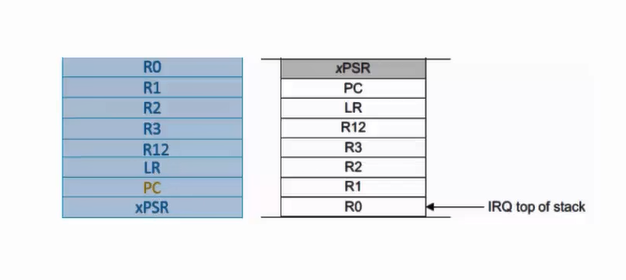 R0
R1
R2
R3
R12
LR
PC
xPSR
xPSR
PC
LR
R12
R3
R2
R1
R0
IRQ top of stack